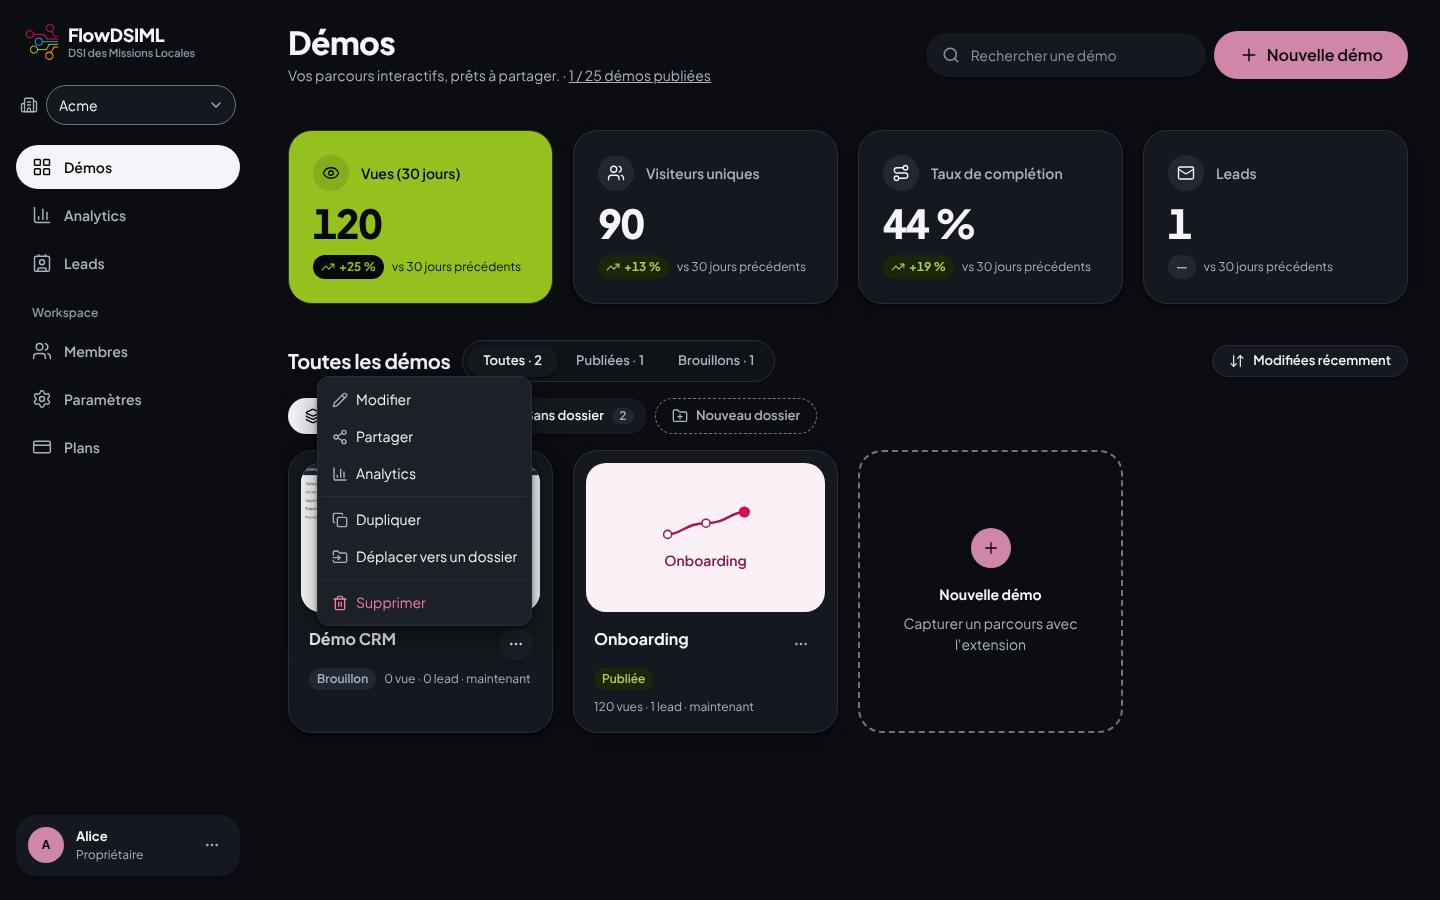 FlowDSIML
DSI des Missions Locales
Acme
Démos
Analytics
Leads
Workspace
Membres
Paramètres
Plans
Alice
Propriétaire
A
Démos
Vos parcours interactifs, prêts à partager. · 1 / 25 démos publiées
Rechercher une démo
Nouvelle démo
Vues (30 jours)
120
+25 %
vs 30 jours précédents
Visiteurs uniques
90
+13 %
vs 30 jours précédents
Taux de complétion
44 %
+19 %
vs 30 jours précédents
Leads
1
—
vs 30 jours précédents
Toutes les démos
Toutes · 2
Publiées · 1
Brouillons · 1
Modifiées récemment
dossier
2
Nouveau dossier
Modifier
Partager
Analytics
Dupliquer
Déplacer vers un dossier
Supprimer
Démo CRM
Brouillon
0 vue · 0 lead · maintenant
Onboarding
Onboarding
Publiée
120 vues · 1 lead · maintenant
Nouvelle démo
Capturer un parcours avec
l'extension